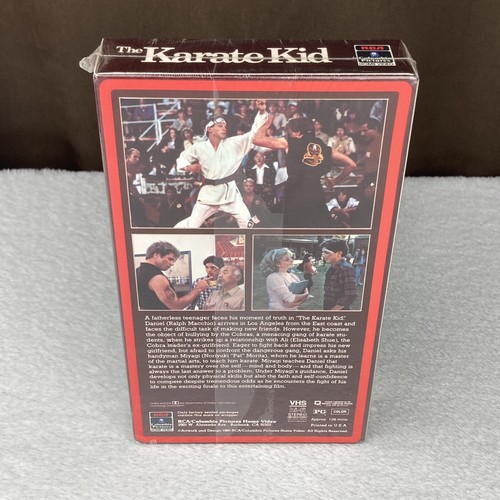 The Karate Kid
RCA
Columbia
Pictures
HOME VIDEO
A fatherless teenager faces his moment of truth in "The Karate Kid."
Daniel (Ralph Macchio) arrives in Los Angeles from the East coast and
faces the difficult task of making new friends. However, he becomes
the object of bullying by the Cobras, a menacing gang of karate stu-
dents, when he strikes up a relationship with Ali (Elisabeth Shue), the
Cobra leader's ex-girlfriend. Eager to fight back and impress his new
girlfriend, but afraid to confront the dangerous gang, Daniel asks his
handyman Miyagi (Noriyuki "Pat" Morita), whom he learns is a master
of the martial arts, to teach him karate. Miyagi teaches Daniel that
karate is a mastery over the self — mind and body — and that fighting is
always the last answer to a problem. Under Miyagi's guidance, Daniel
develops not only physical skills but also the faith and self-confidence
to compete despite tremendous odds as he encounters the fight of his
life in the exciting finale to this entertaining film.
RCA
VHS
STEREO
PG
COLOR
RCA/Columbia Pictures Home Video
Printed in U.S.A.
RCA/Columbia Pictures Home Video. All Rights Reserved.